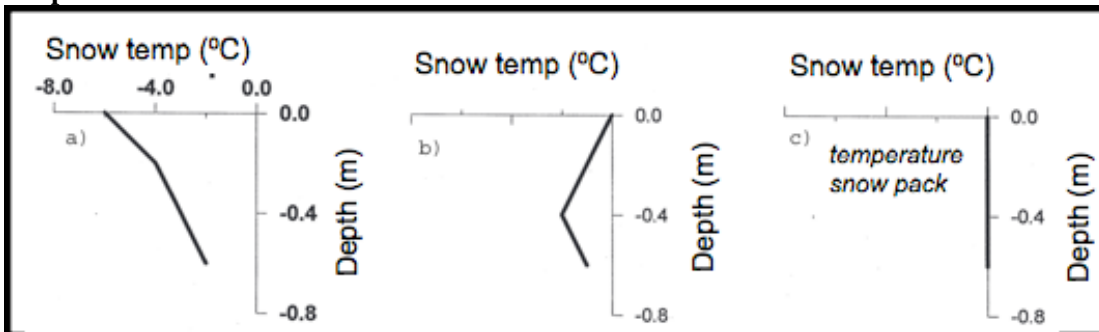 Snow temp (ºC)
-8.0 -4.0 0.0
0.0
a)
-0.4
-0.8
Depth (m)
Snow temp (ºC)
0.0
b)
-0.4
-0.8
Depth (m)
Snow temp (ºC)
0.0
c)
temperature
snow pack
-0.4
-0.8
Depth (m)